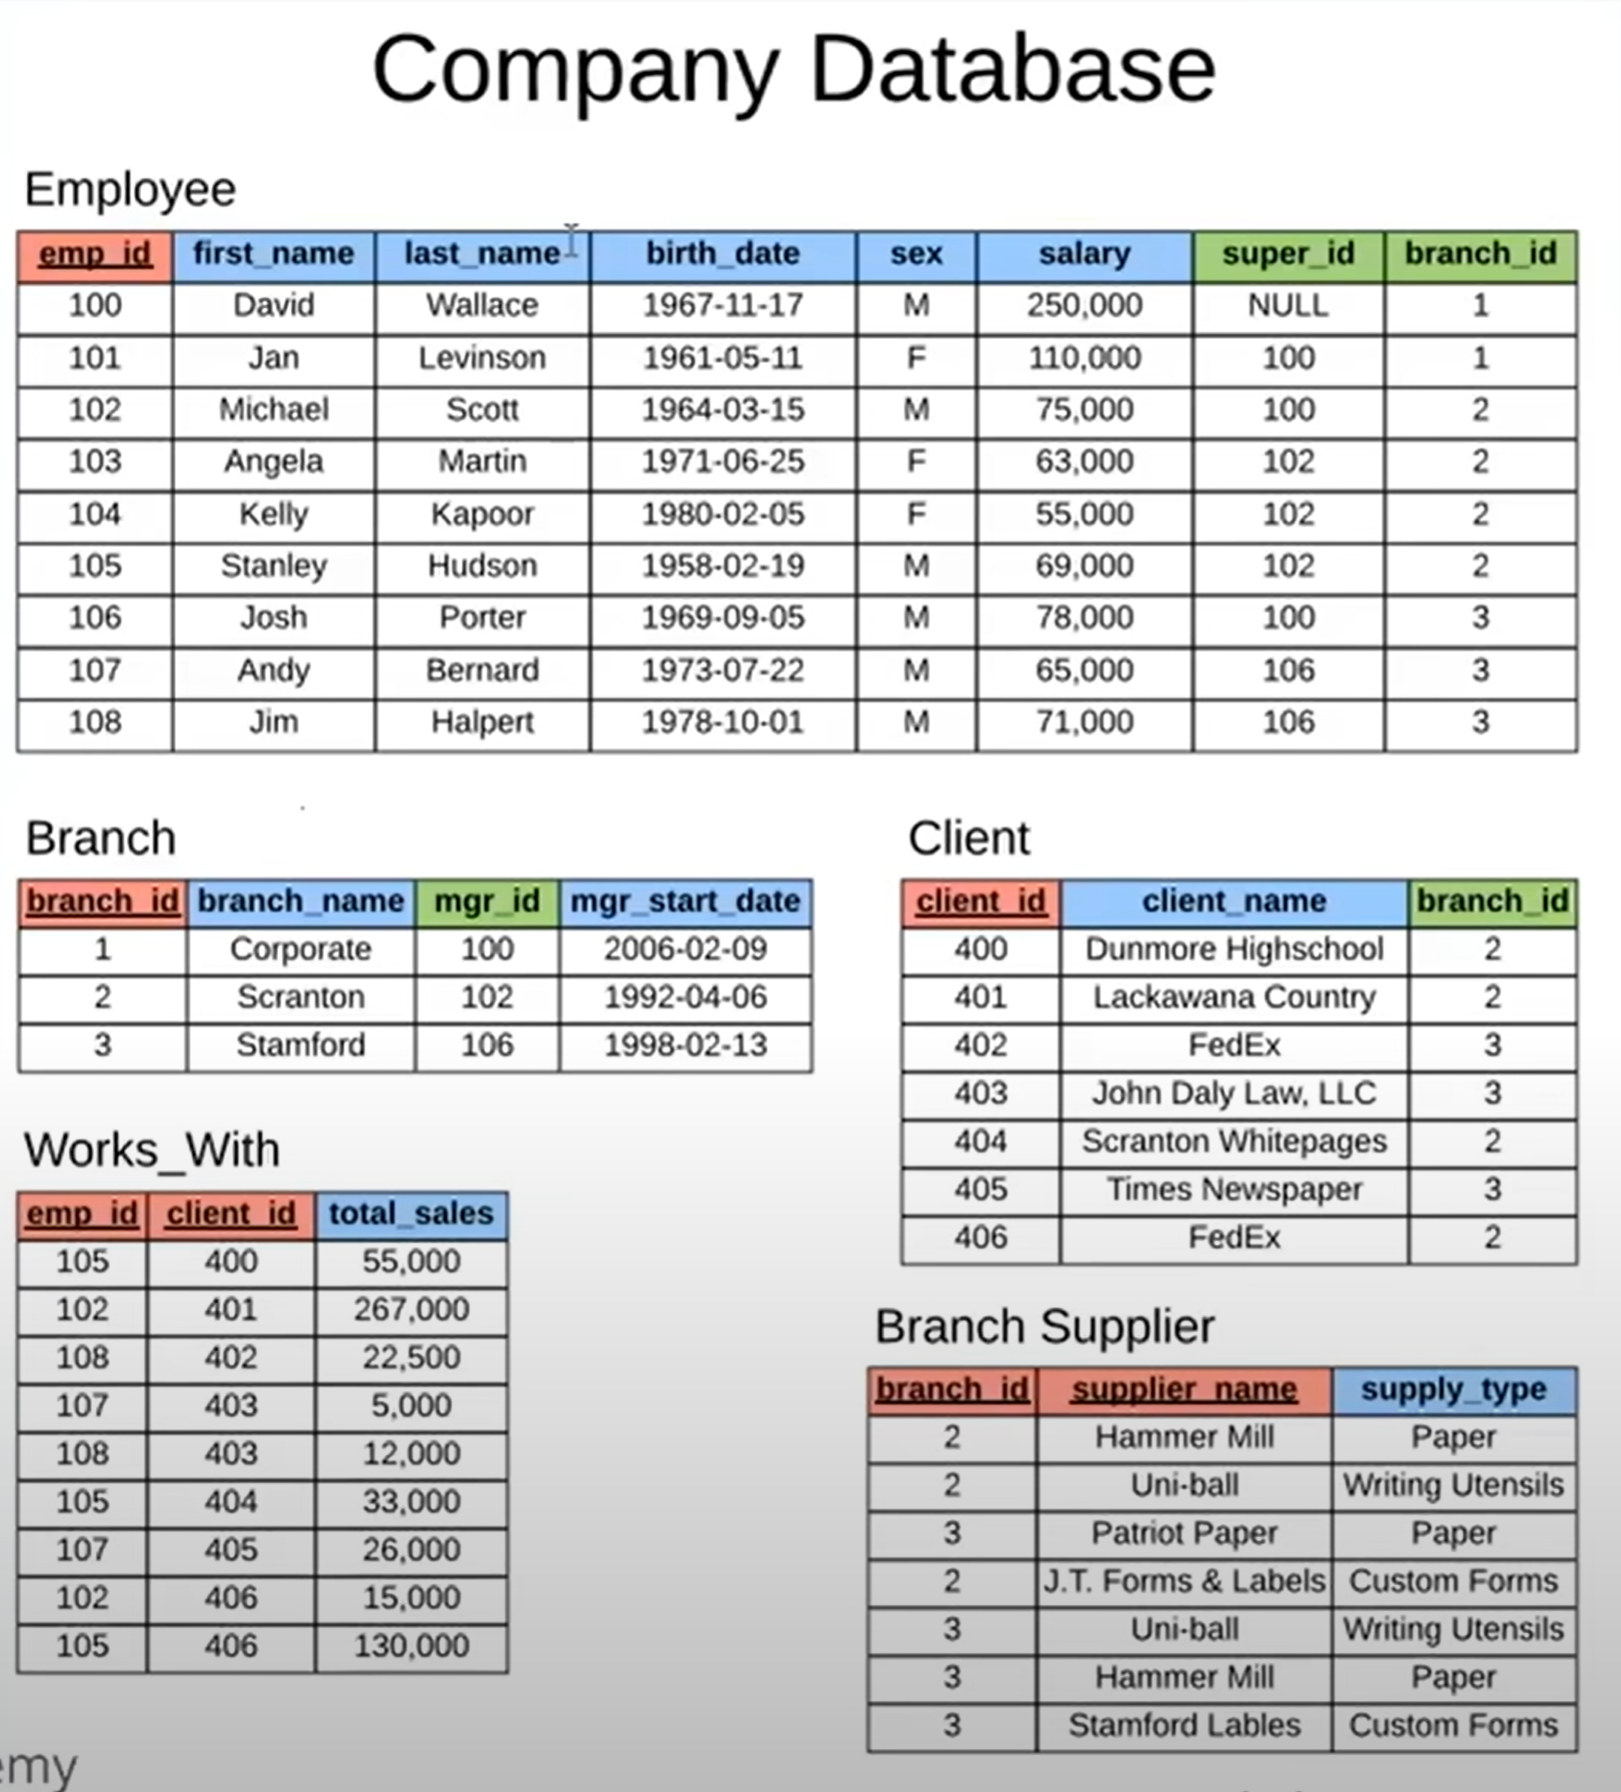 Company Database
Employee
emp_id first_name last_name birth_date sex salary super_id branch_id
100 David Wallace 1967-11-17 M 250,000 NULL 1
101 Jan Levinson 1961-05-11 F 110,000 100 1
102 Michael Scott 1964-03-15 M 75,000 100 2
103 Angela Martin 1971-06-25 F 63,000 102 2
104 Kelly Kapoor 1980-02-05 F 55,000 102 2
105 Stanley Hudson 1958-02-19 M 69,000 102 2
106 Josh Porter 1969-09-05 M 78,000 100 3
107 Andy Bernard 1973-07-22 M 65,000 106 3
108 Jim Halpert 1978-10-01 M 71,000 106 3
Branch
branch_id branch_name mgr_id mgr_start_date
1 Corporate 100 2006-02-09
2 Scranton 102 1992-04-06
3 Stamford 106 1998-02-13
Works_With
emp_id client_id total_sales
105 400 55,000
102 401 267,000
108 402 22,500
107 403 5,000
108 403 12,000
105 404 33,000
107 405 26,000
102 406 15,000
105 406 130,000
Client
client_id client_name branch_id
400 Dunmore Highschool 2
401 Lackawana Country 2
402 FedEx 3
403 John Daly Law, LLC 3
404 Scranton Whitepages 2
405 Times Newspaper 3
406 FedEx 2
Branch Supplier
branch_id supplier_name supply_type
2 Hammer Mill Paper
2 Uni-ball Writing Utensils
3 Patriot Paper Paper
2 J.T. Forms & Labels Custom Forms
3 Uni-ball Writing Utensils
3 Hammer Mill Paper
3 Stamford Lables Custom Forms
emy